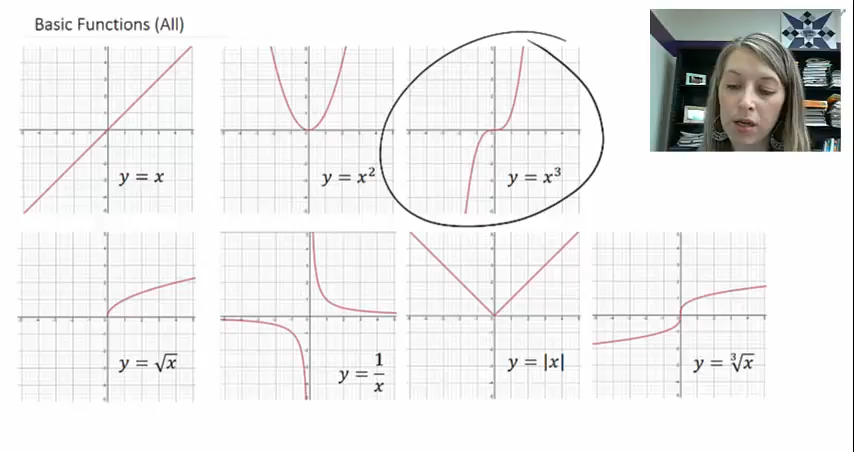 Basic Functions (All)
y = x
y = x²
y = x³
y = √x
y = 1/x
y = |x|
y = ∛x